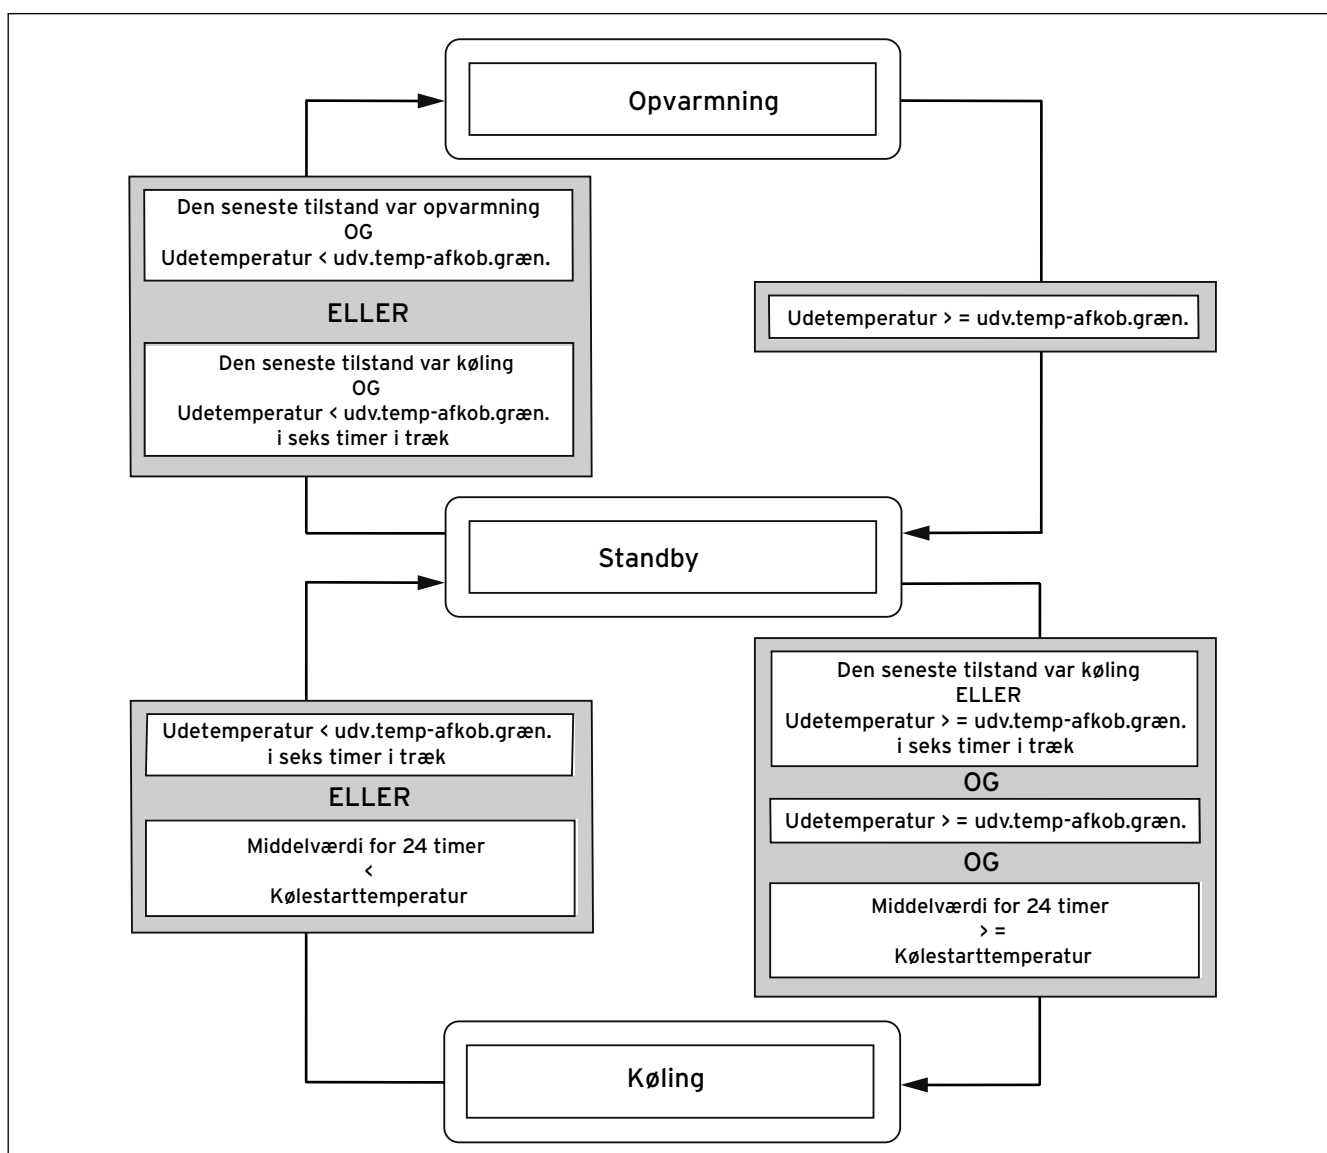 Opvarmning
Den seneste tilstand var opvarmning
OG
Udetemperatur < udv.temp-afkob.græn.
ELLER
Den seneste tilstand var køling
OG
Udetemperatur < udv.temp-afkob.græn.
i seks timer i træk
Udetemperatur > = udv.temp-afkob.græn.
Standby
Udetemperatur < udv.temp-afkob.græn.
i seks timer i træk
ELLER
Middelværdi for 24 timer
<
Kølestarttemperatur
Den seneste tilstand var køling
ELLER
Udetemperatur > = udv.temp-afkob.græn.
i seks timer i træk
OG
Udetemperatur > = udv.temp-afkob.græn.
OG
Middelværdi for 24 timer
> =
Kølestarttemperatur
Køling